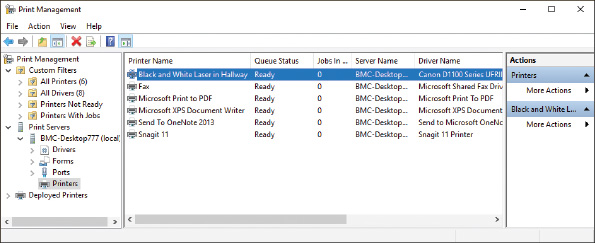 Print Management
File Action View Help
Print Management
Custom Filters
All Printers (6)
All Drivers (8)
Printers Not Ready
Printers With Jobs
Print Servers
BMC-Desktop777 (local)
Drivers
Forms
Ports
Printers
Deployed Printers
Printer Name Queue Status Jobs In ... Server Name Driver Name
Black and White Laser in Hallway Ready 0 BMC-Desktop... Canon D1100 Series UFRII
Fax Ready 0 BMC-Desktop... Microsoft Shared Fax Driv
Microsoft Print to PDF Ready 0 BMC-Desktop... Microsoft Print To PDF
Microsoft XPS Document Writer Ready 0 BMC-Desktop... Microsoft XPS Document
Send To OneNote 2013 Ready 0 BMC-Desktop... Send to Microsoft OneNot
Snagit 11 Ready 0 BMC-Desktop... Snagit 11 Printer
Actions
Printers
More Actions
Black and White L...
More Actions